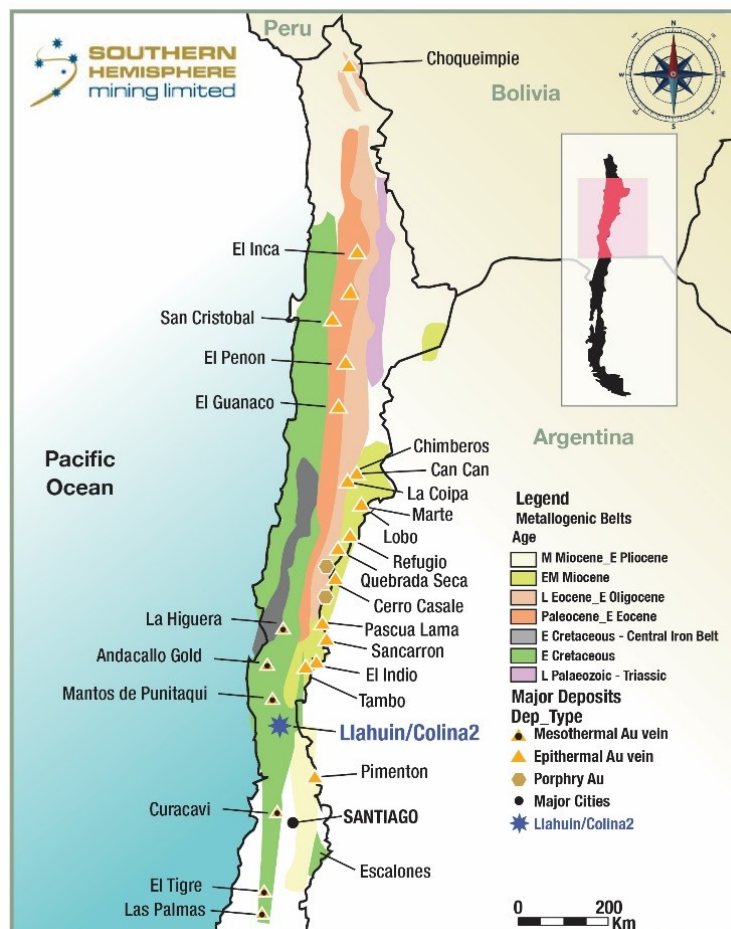 SOUTHERN
HEMISPHERE
mining limited
Peru
Choqueimpie
Bolivia
N
W
E
S
El Inca
San Cristobal
El Penon
El Guanaco
Pacific
Ocean
Argentina
Chimberos
Can Can
La Coipa
Marte
Lobo
Refugio
Quebrada Seca
Cerro Casale
Pascua Lama
Sancarron
El Indio
Tambo
La Higuera
Andacallo Gold
Mantos de Punitaqui
Llahuin/Colina2
Pimenton
Curacavi
SANTIAGO
Escalones
El Tigre
Las Palmas
Legend
Metallogenic Belts
Age
M Miocene_E Pliocene
EM Miocene
L Eocene_E Oligocene
Paleocene_E Eocene
E Cretaceous - Central Iron Belt
E Cretaceous
L Palaeozoic - Triassic
Major Deposits
Dep_Type
Mesothermal Au vein
Epithermal Au vein
Porphry Au
Major Cities
Llahuin/Colina2
0 200
Km